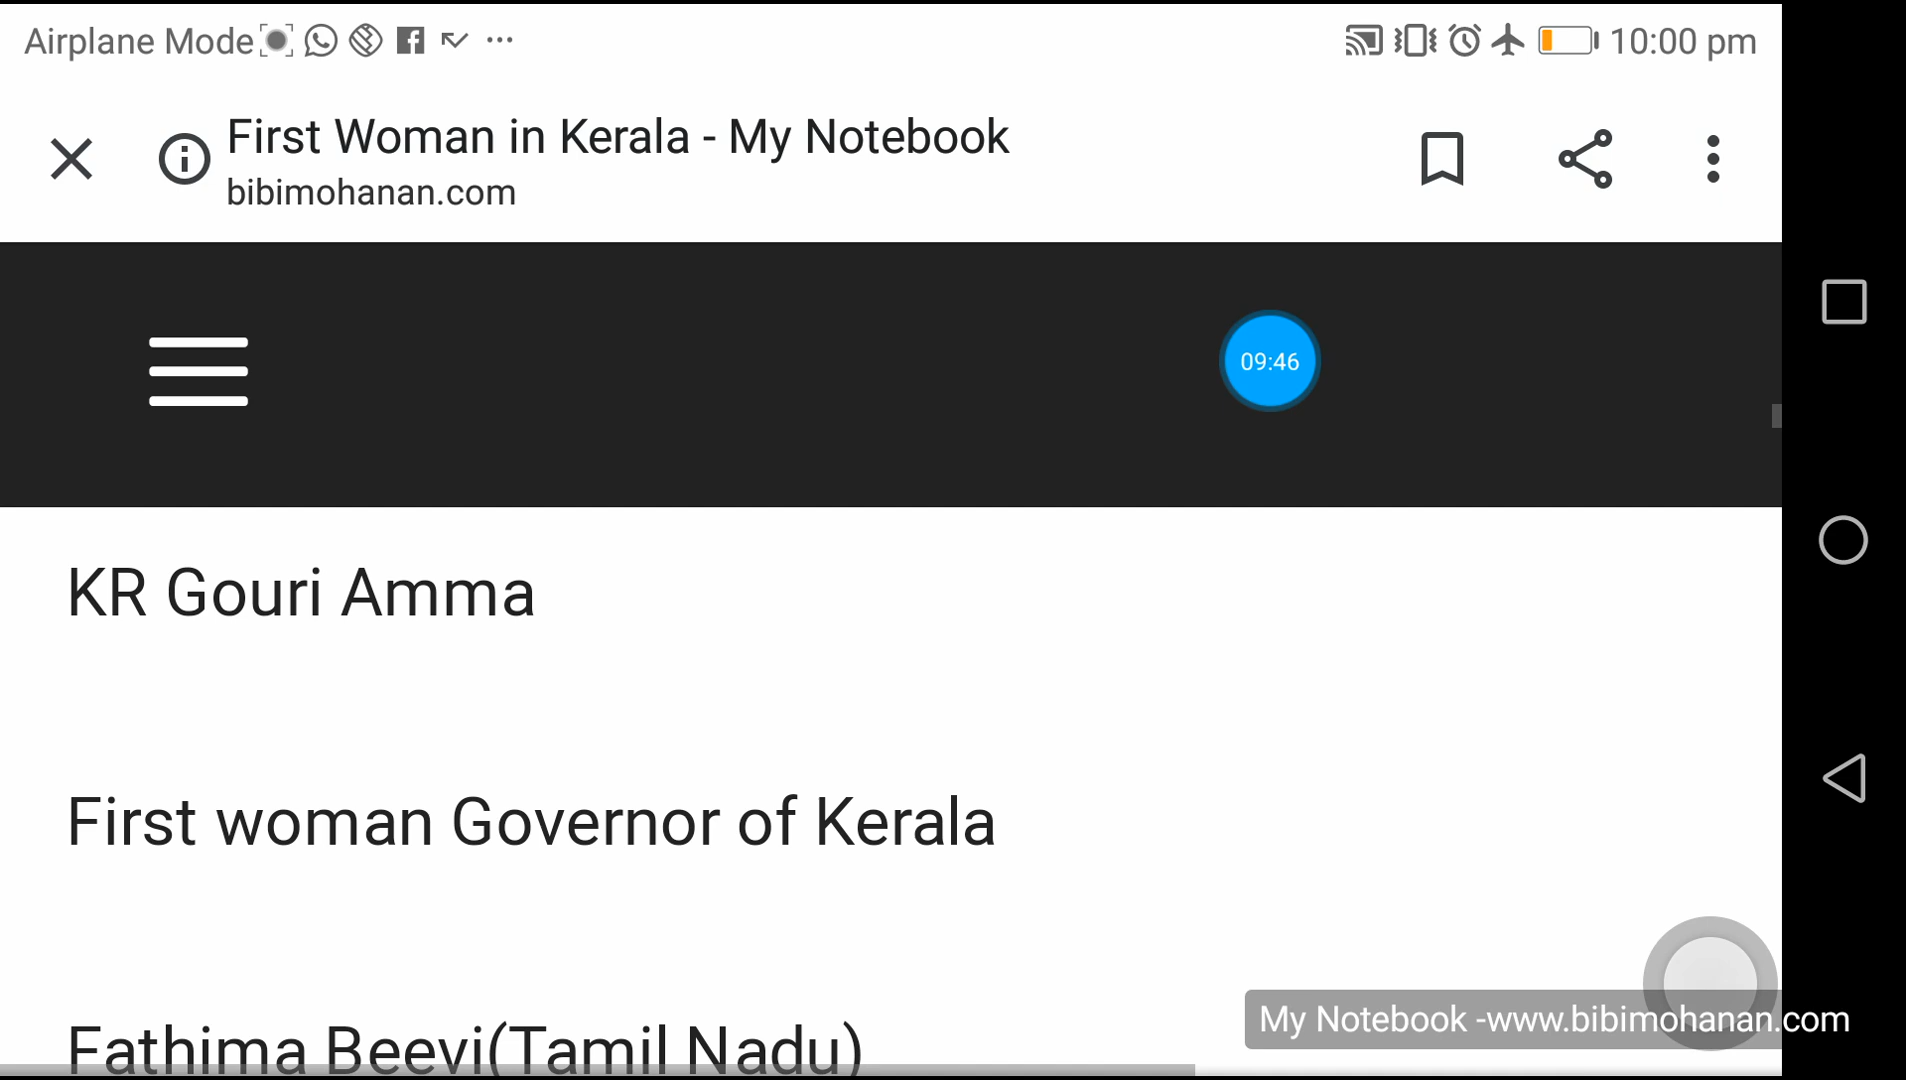 Airplane Mode
10:00 pm
First Woman in Kerala - My Notebook
bibimohanan.com
09:46
KR Gouri Amma
First woman Governor of Kerala
Fathima Beevi(Tamil Nadu)
My Notebook -www.bibimohanan.com